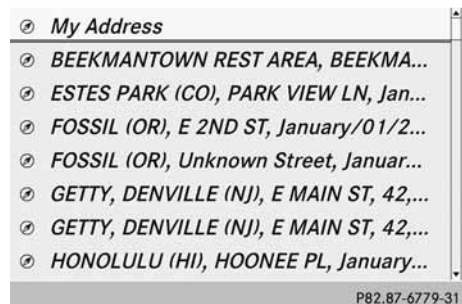 My Address
BEEKMANTOWN REST AREA, BEEKMA...
ESTES PARK (CO), PARK VIEW LN, Jan...
FOSSIL (OR), E 2ND ST, January/01/2...
FOSSIL (OR), Unknown Street, Januar...
GETTY, DENVILLE (NJ), E MAIN ST, 42,...
GETTY, DENVILLE (NJ), E MAIN ST, 42,...
HONOLULU (HI), HOONEE PL, January...
P82.87-6779-31